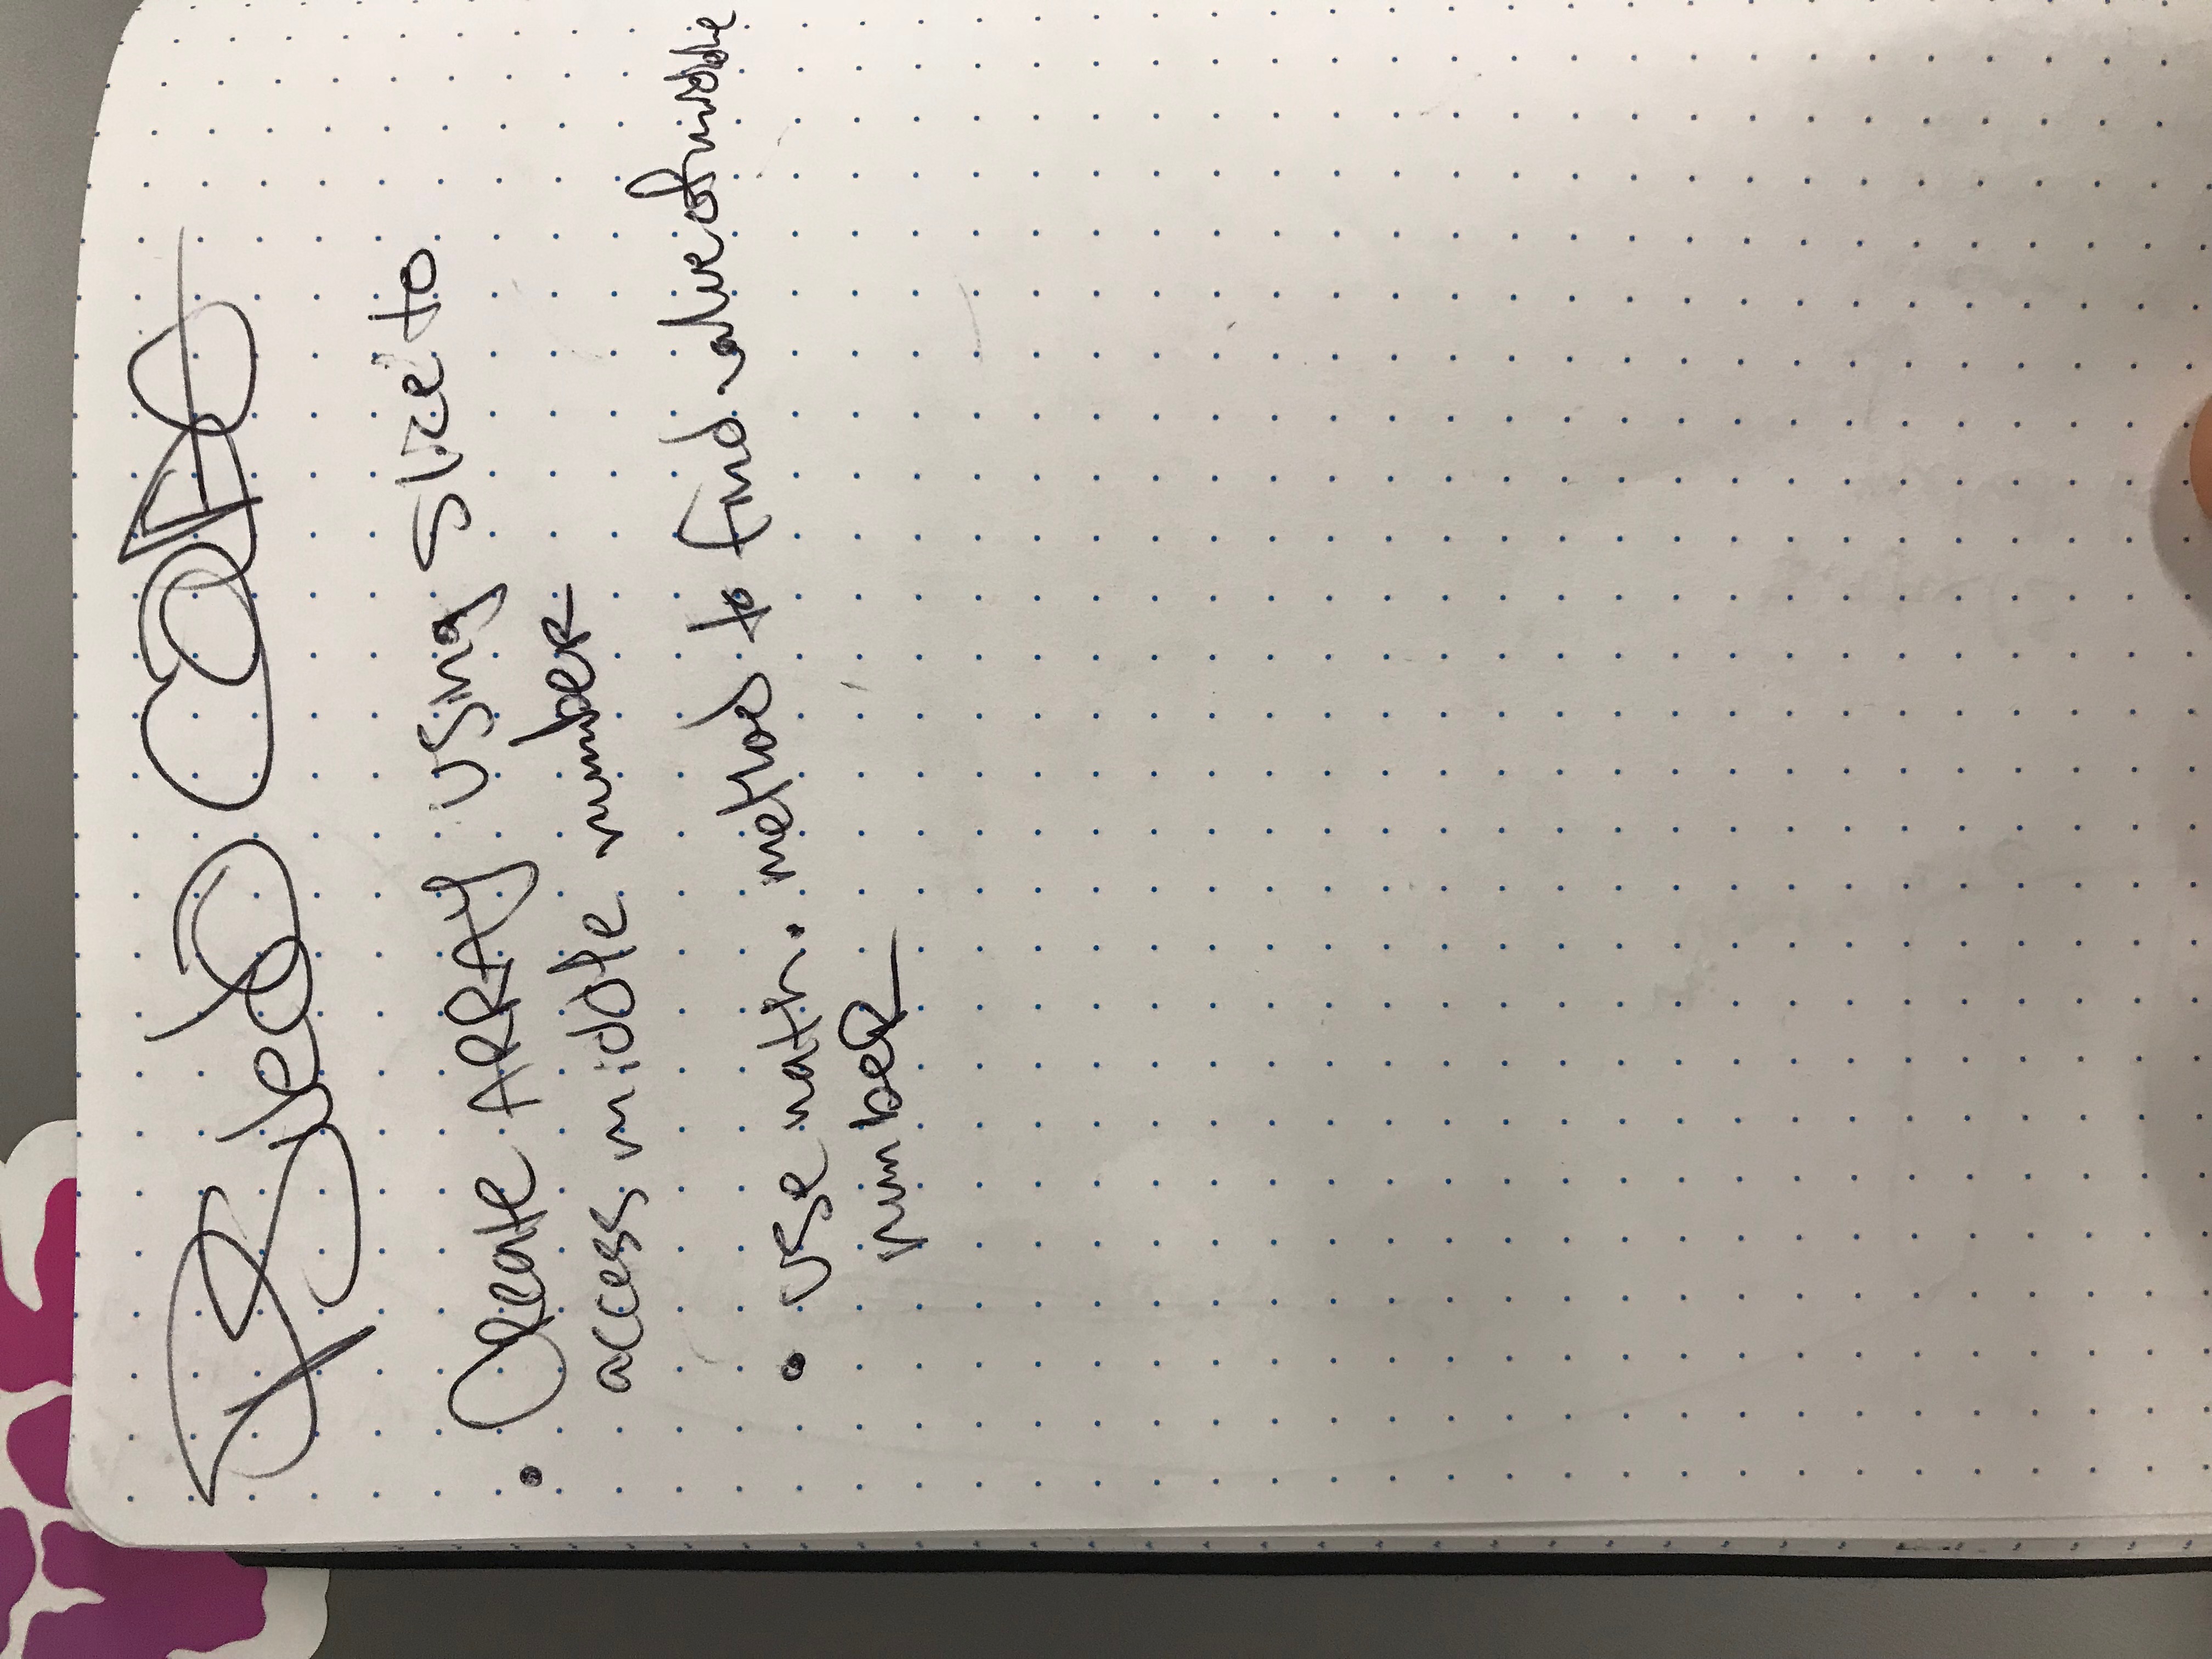 PSuedo CODe
• Create ARRAY Using slice to
access middle number
• Use math. method to find value of middle
number